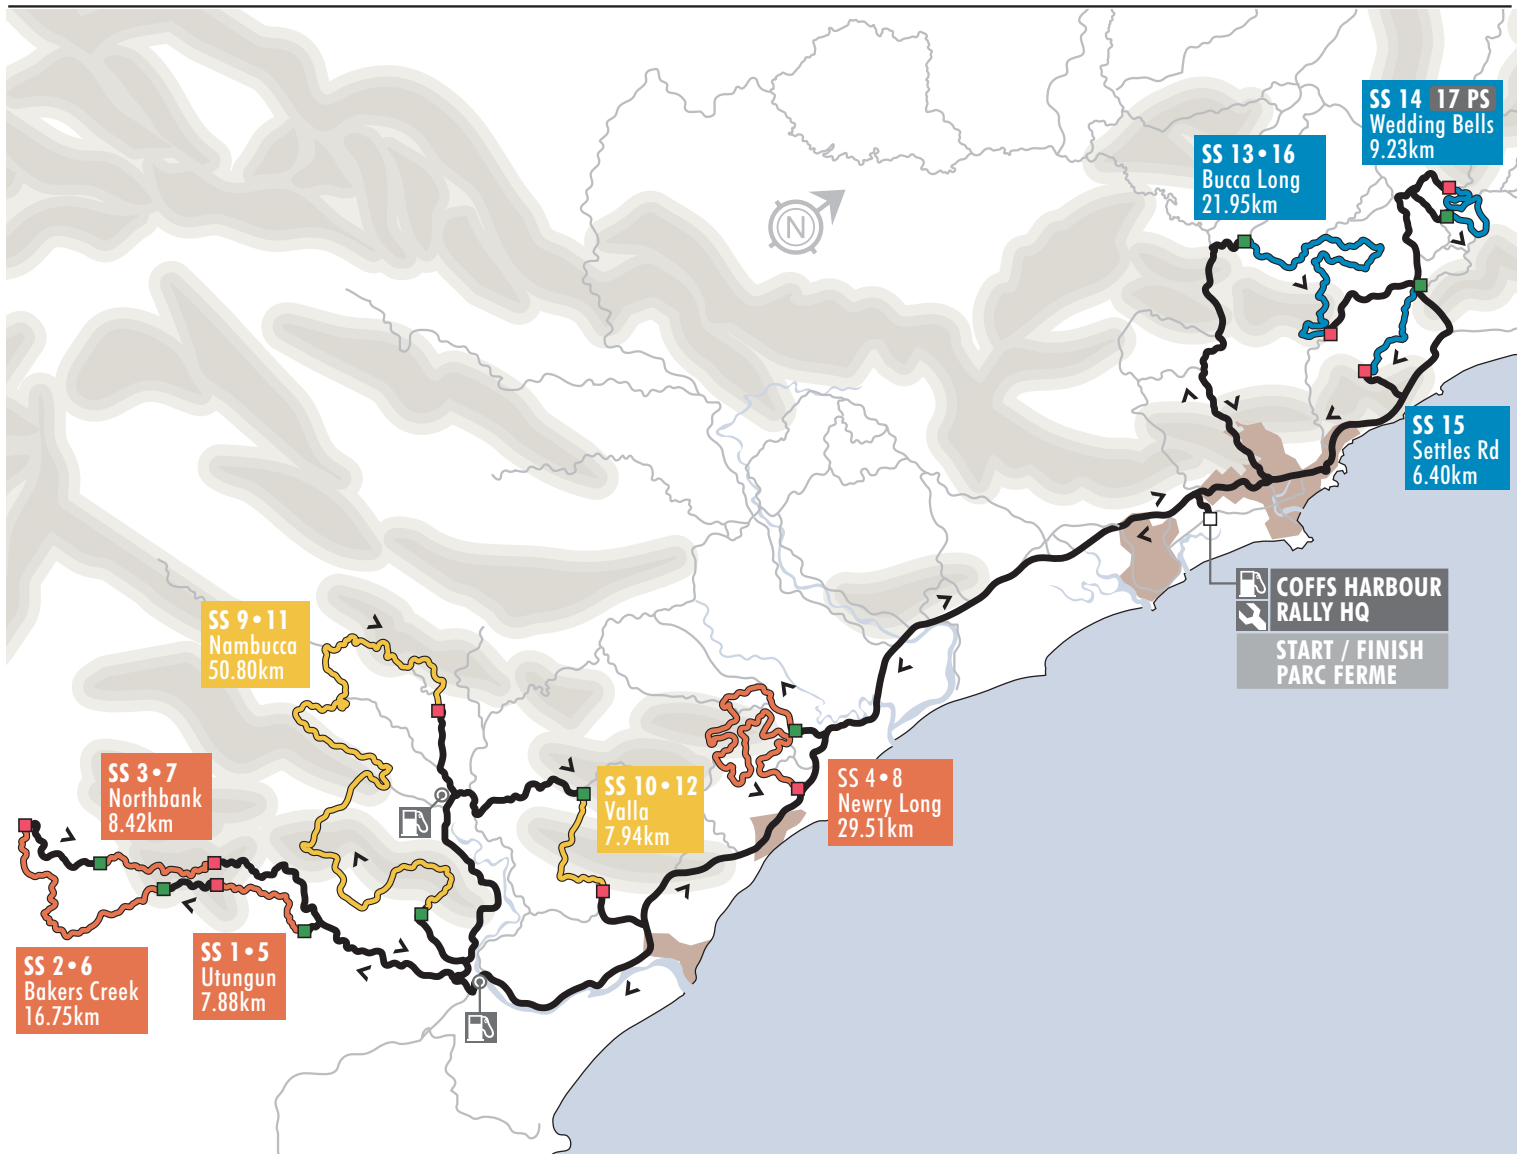 SS 14 17 PS
Wedding Bells
9.23km
SS 13•16
Bucca Long
21.95km
N
SS 15
Settles Rd
6.40km
COFFS HARBOUR
RALLY HQ
START / FINISH
PARC FERME
SS 9•11
Nambucca
50.80km
SS 3•7
Northbank
8.42km
SS 10•12
Valla
7.94km
SS 4•8
Newry Long
29.51km
SS 2•6
Bakers Creek
16.75km
SS 1•5
Utungun
7.88km